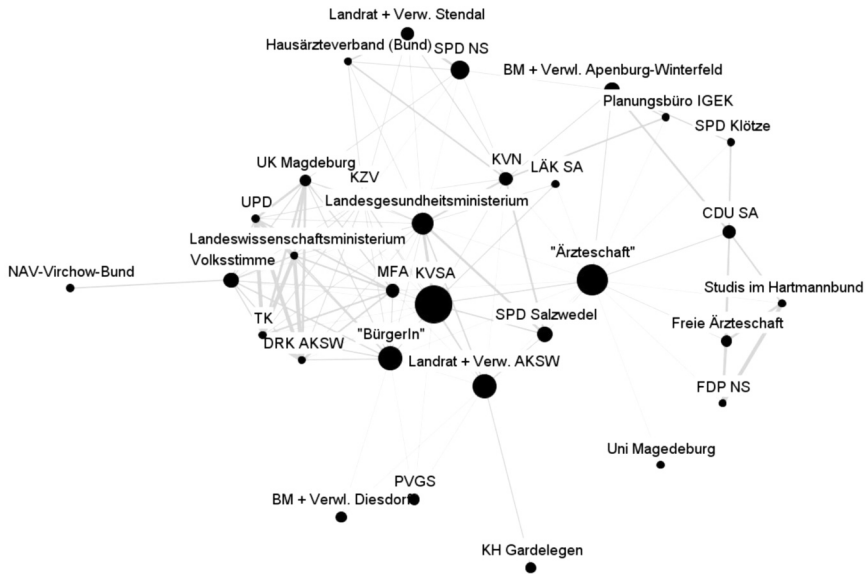 Landrat + Verw. Stendal
Hausärzteverband (Bund)
SPD NS
BM + Verwl. Apenburg-Winterfeld
Planungsbüro IGEK
SPD Klötze
UK Magdeburg
KZV
KVN
LÄK SA
UPD
Landesgesundheitsministerium
CDU SA
Landeswissenschaftsministerium
"Ärzteschaft"
Volksstimme
NAV-Virchow-Bund
MFA
KVSA
Studis im Hartmannbund
TK
SPD Salzwedel
Freie Ärzteschaft
DRK AKSW
"BürgerIn"
Landrat + Verw. AKSW
FDP NS
Uni Magedeburg
PVGS
BM + Verwl. Diesdorf
KH Gardelegen